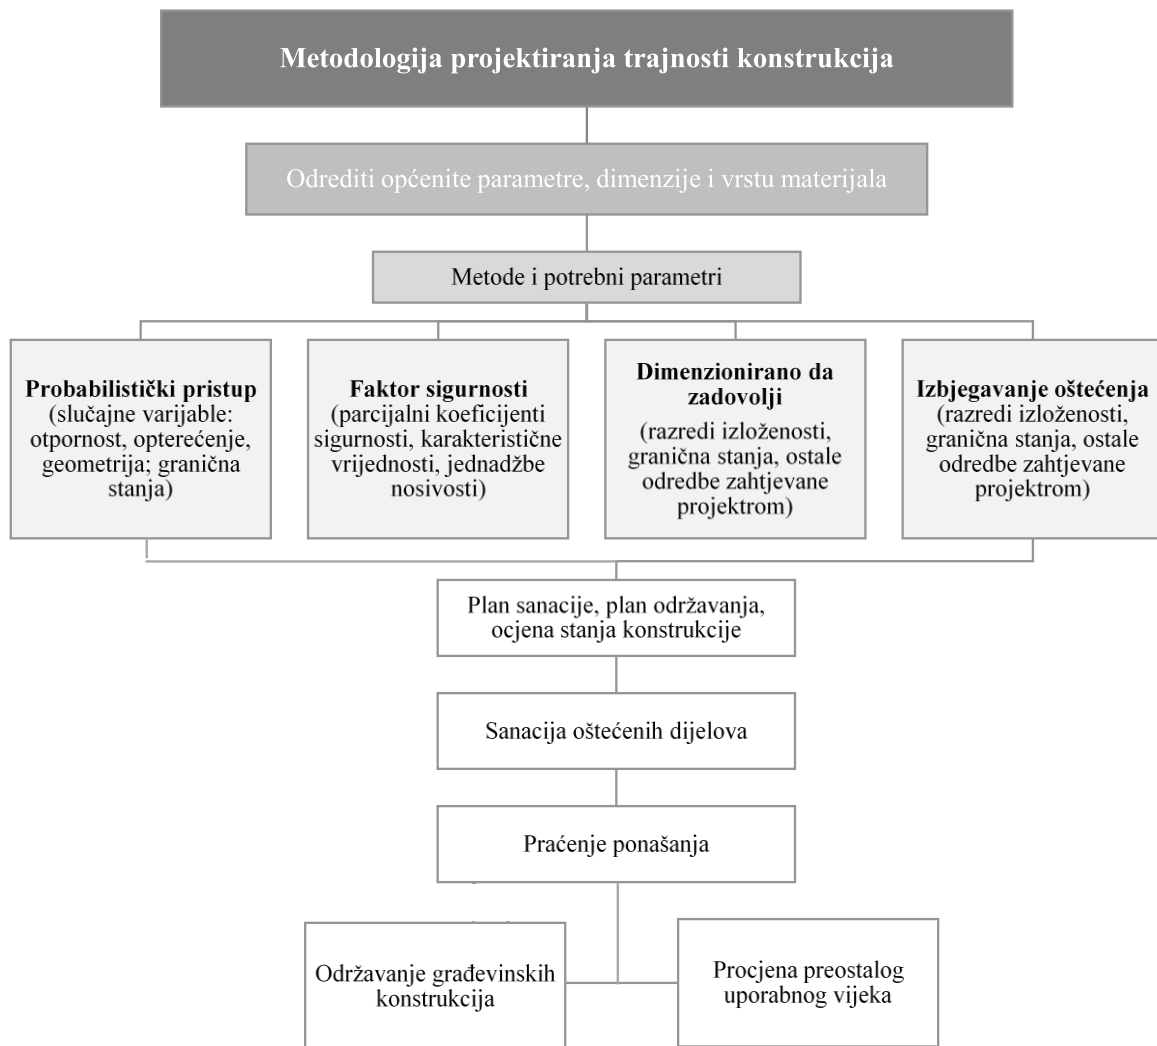 Metodologija projektiranja trajnosti konstrukcija
Odrediti općenite parametre, dimenzije i vrstu materijala
Metode i potrebni parametri
Probabilistički pristup
(slučajne varijable:
otpornost, opterećenje,
geometrija; granična
stanja)
Faktor sigurnosti
(parcijalni koeficijenti
sigurnosti, karakteristične
vrijednosti, jednadžbe
nosivosti)
Dimenzionirano da
zadovolji
(razredi izloženosti,
granična stanja, ostale
odredbe zahtjevane
projektrom)
Izbjegavanje oštećenja
(razredi izloženosti,
granična stanja, ostale
odredbe zahtjevane
projektrom)
Plan sanacije, plan održavanja,
ocjena stanja konstrukcije
Sanacija oštećenih dijelova
Praćenje ponašanja
Održavanje građevinskih
konstrukcija
Procjena preostalog
uporabnog vijeka